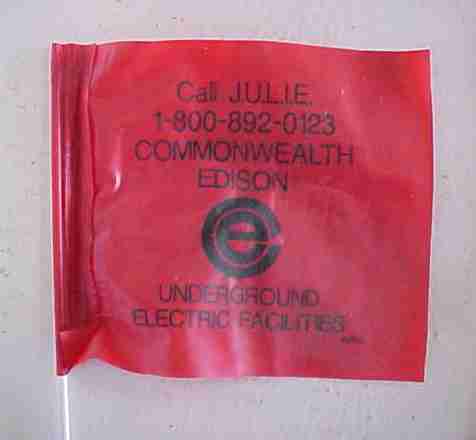 Call J.U.L.I.E.
1-800-892-0123
COMMONWEALTH
EDISON
UNDERGROUND
ELECTRIC FACILITIES